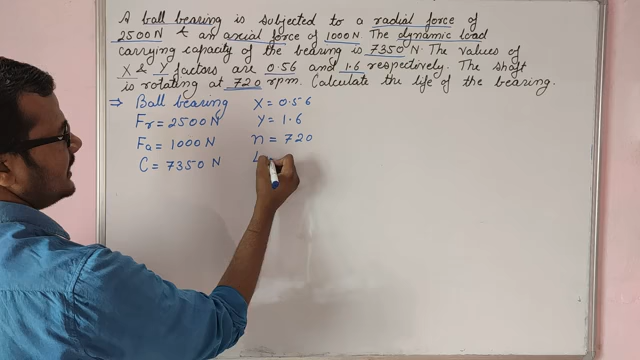 A ball bearing is subjected to a radial force of
2500 N & an axial force of 1000 N. The dynamic load
carrying capacity of the bearing is 7350 N. The values of
X & Y factors are 0.56 and 1.6 respectively. The shaft
is rotating at 720 rpm. Calculate the life of the bearing.
⇒ Ball bearing X = 0.56
Fr = 2500 N Y = 1.6
Fa = 1000 N n = 720
C = 7350 N L